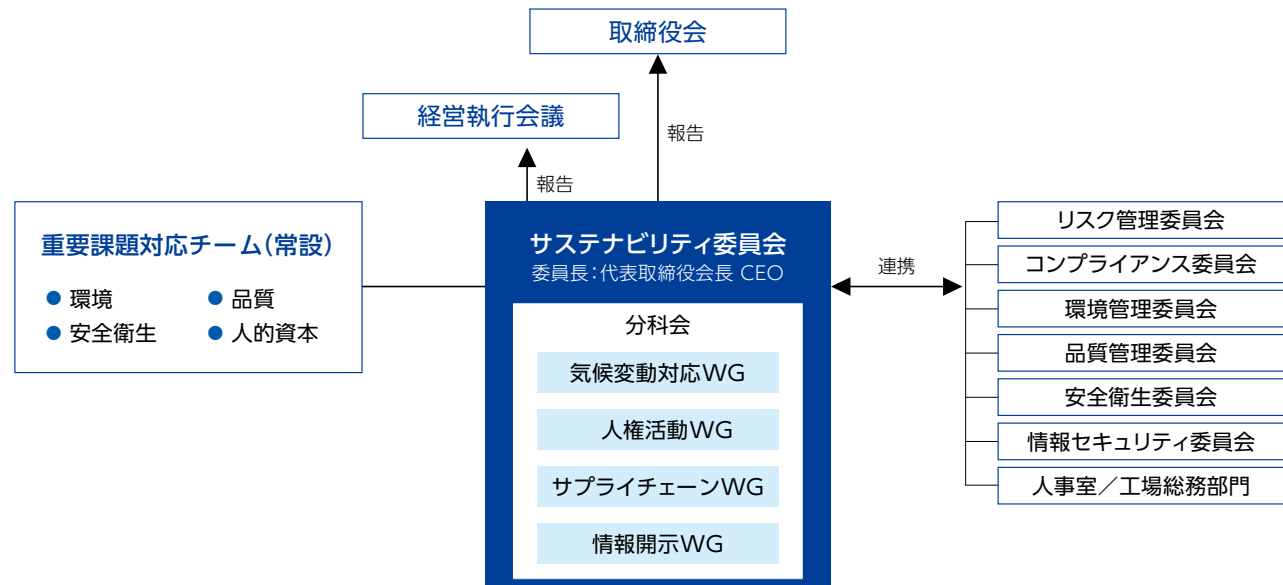 取締役会
経営執行会議
報告
報告
重要課題対応チーム(常設)
● 環境
● 品質
● 安全衛生
● 人的資本
サステナビリティ委員会
委員長:代表取締役会長 CEO
分科会
気候変動対応WG
人権活動WG
サプライチェーンWG
情報開示WG
連携
リスク管理委員会
コンプライアンス委員会
環境管理委員会
品質管理委員会
安全衛生委員会
情報セキュリティ委員会
人事室／工場総務部門